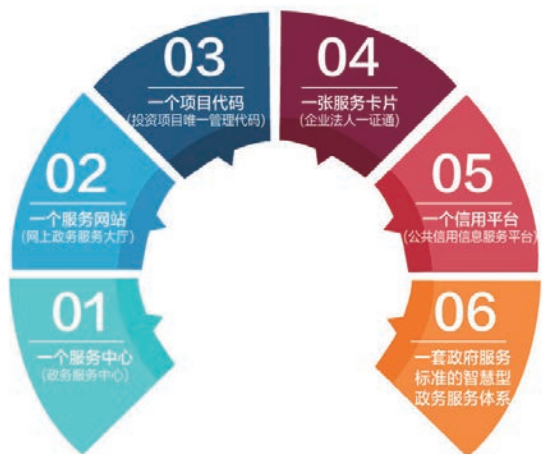 01
一个服务中心
(政务服务中心)
02
一个服务网站
(网上政务服务大厅)
03
一个项目代码
(投资项目唯一管理代码)
04
一张服务卡片
(企业法人一证通)
05
一个信用平台
(公共信用信息服务平台)
06
一套政府服务
标准的智慧型
政务服务体系